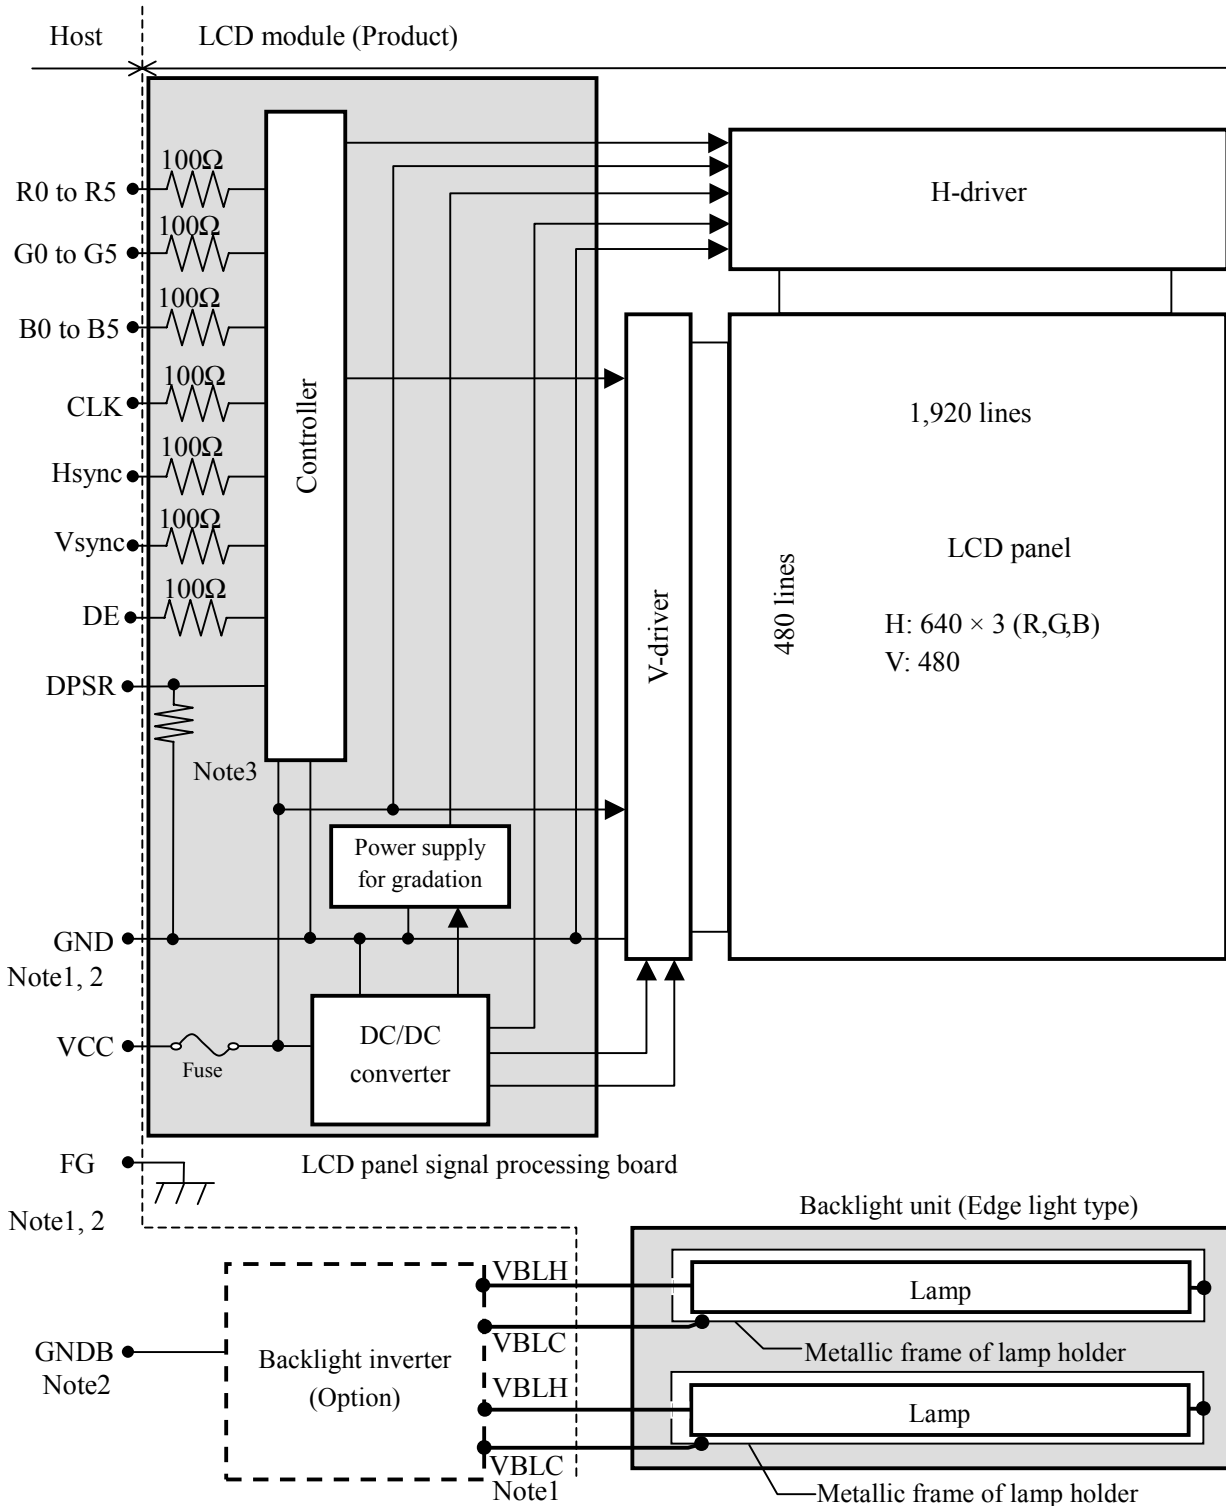 Host
LCD module (Product)
100Ω
R0 to R5
100Ω
G0 to G5
100Ω
B0 to B5
100Ω
CLK
100Ω
Hsync
100Ω
Vsync
100Ω
DE
DPSR
Note3
Controller
H-driver
V-driver
1,920 lines
480 lines
LCD panel
H: 640 × 3 (R,G,B)
V: 480
Power supply
for gradation
GND
Note1, 2
VCC
Fuse
DC/DC
converter
FG
Note1, 2
LCD panel signal processing board
Backlight unit (Edge light type)
VBLH
Lamp
VBLC
Metallic frame of lamp holder
GNDB
Note2
Backlight inverter
(Option)
VBLH
Lamp
VBLC
Note1
Metallic frame of lamp holder